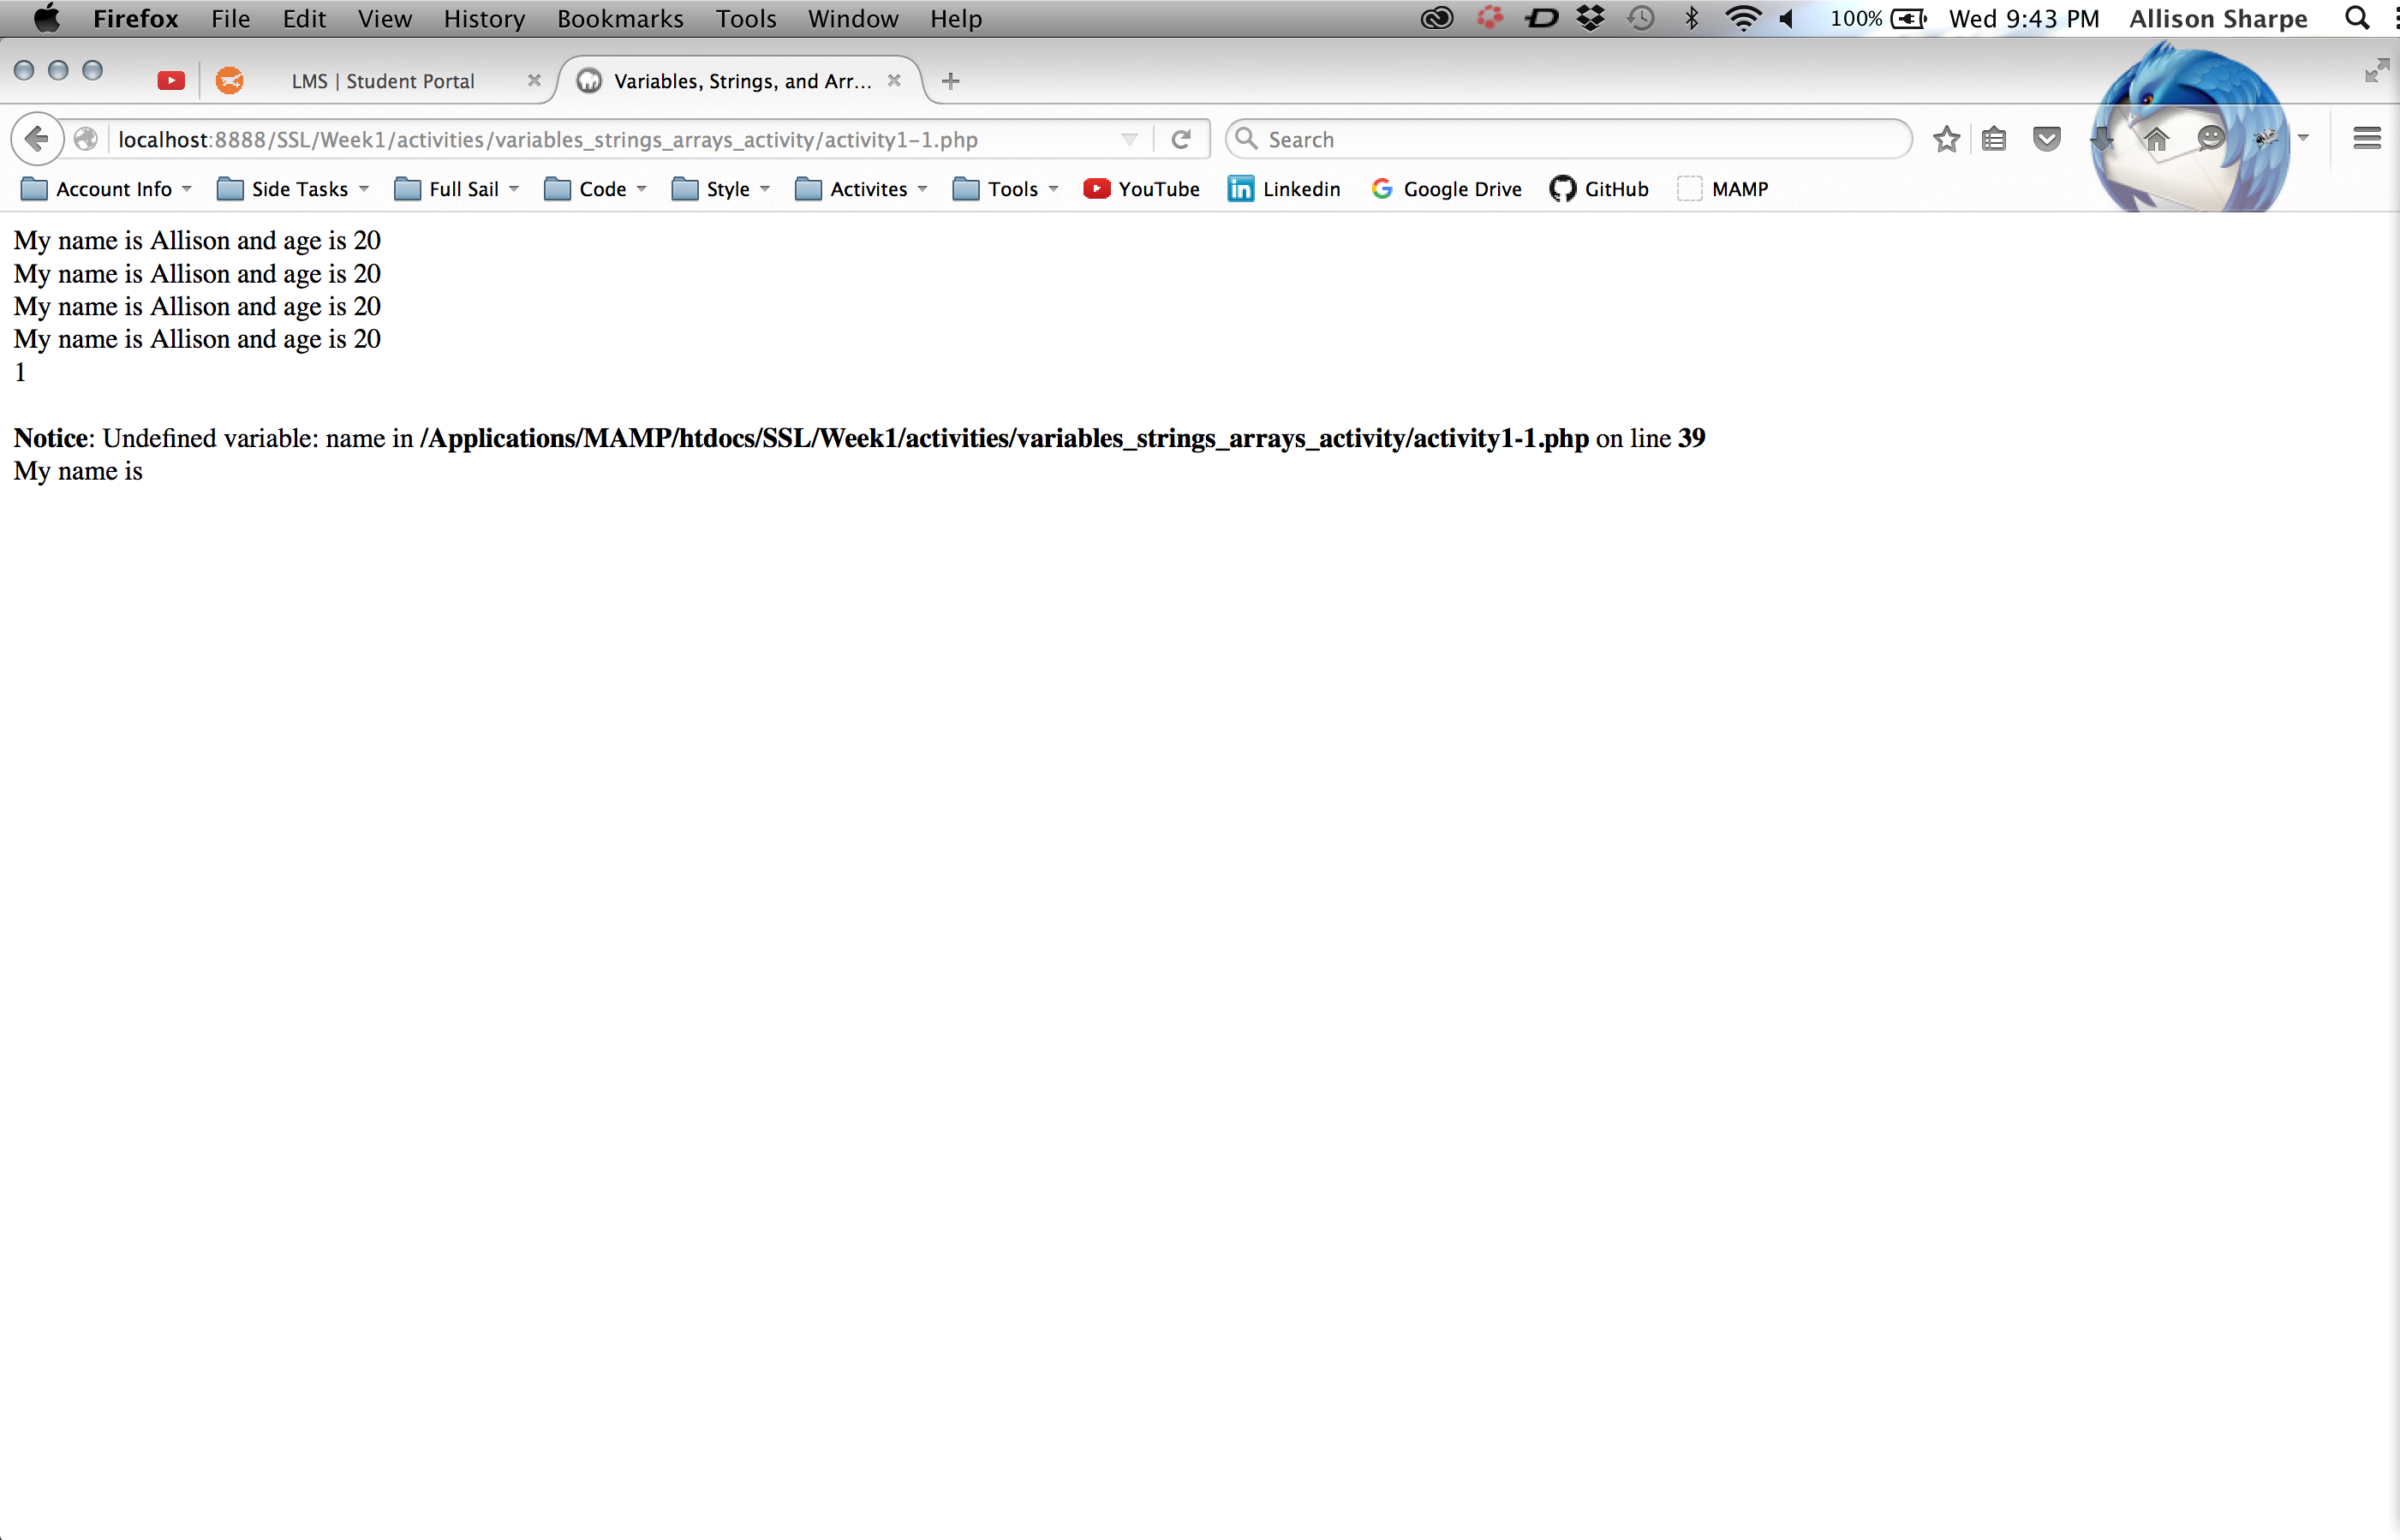 Firefox File Edit View History Bookmarks Tools Window Help 100% Wed 9:43 PM Allison Sharpe
LMS | Student Portal Variables, Strings, and Arr...
localhost:8888/SSL/Week1/activities/variables_strings_arrays_activity/activity1-1.php Search
Account Info Side Tasks Full Sail Code Style Activites Tools YouTube Linkedin Google Drive GitHub MAMP
My name is Allison and age is 20
My name is Allison and age is 20
My name is Allison and age is 20
My name is Allison and age is 20
1
Notice: Undefined variable: name in /Applications/MAMP/htdocs/SSL/Week1/activities/variables_strings_arrays_activity/activity1-1.php on line 39
My name is